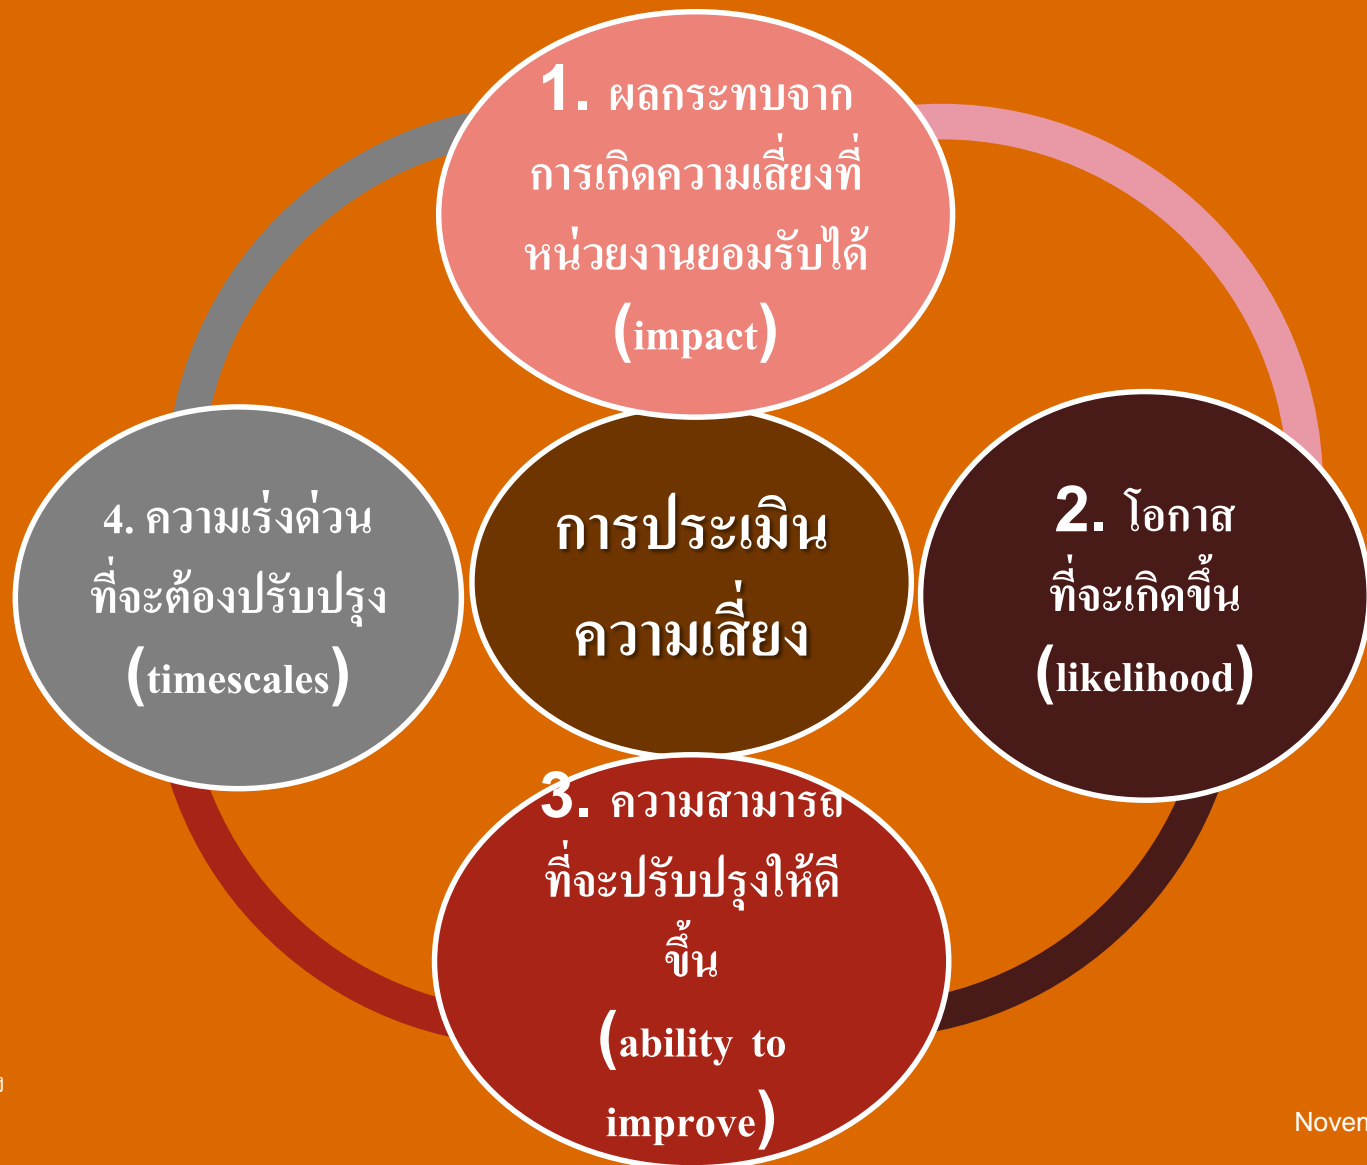 1. ผลกระทบจาก
การเกิดความเสี่ยงที่
หน่วยงานยอมรับได้
(impact)
2. โอกาส
ที่จะเกิดขึ้น
(likelihood)
3. ความสามารถ
ที่จะปรับปรุงให้ดี
ขึ้น
(ability to
improve)
4. ความเร่งด่วน
ที่จะต้องปรับปรุง
(timescales)
การประเมิน
ความเสี่ยง